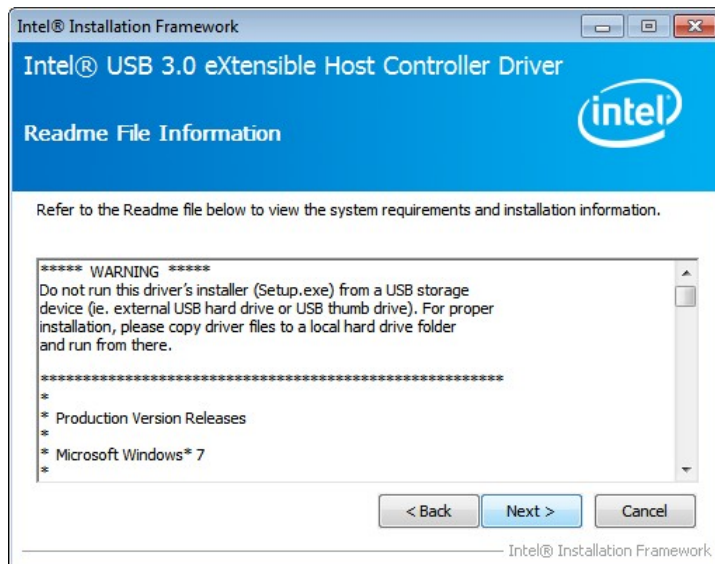 Intel® Installation Framework
Intel® USB 3.0 eXtensible Host Controller Driver
intel
Readme File Information
Refer to the Readme file below to view the system requirements and installation information.
***** WARNING *****
Do not run this driver's installer (Setup.exe) from a USB storage
device (ie. external USB hard drive or USB thumb drive). For proper
installation, please copy driver files to a local hard drive folder
and run from there.
*******************************************************
*
* Production Version Releases
*
* Microsoft Windows* 7
*
< Back Next > Cancel
Intel® Installation Framework